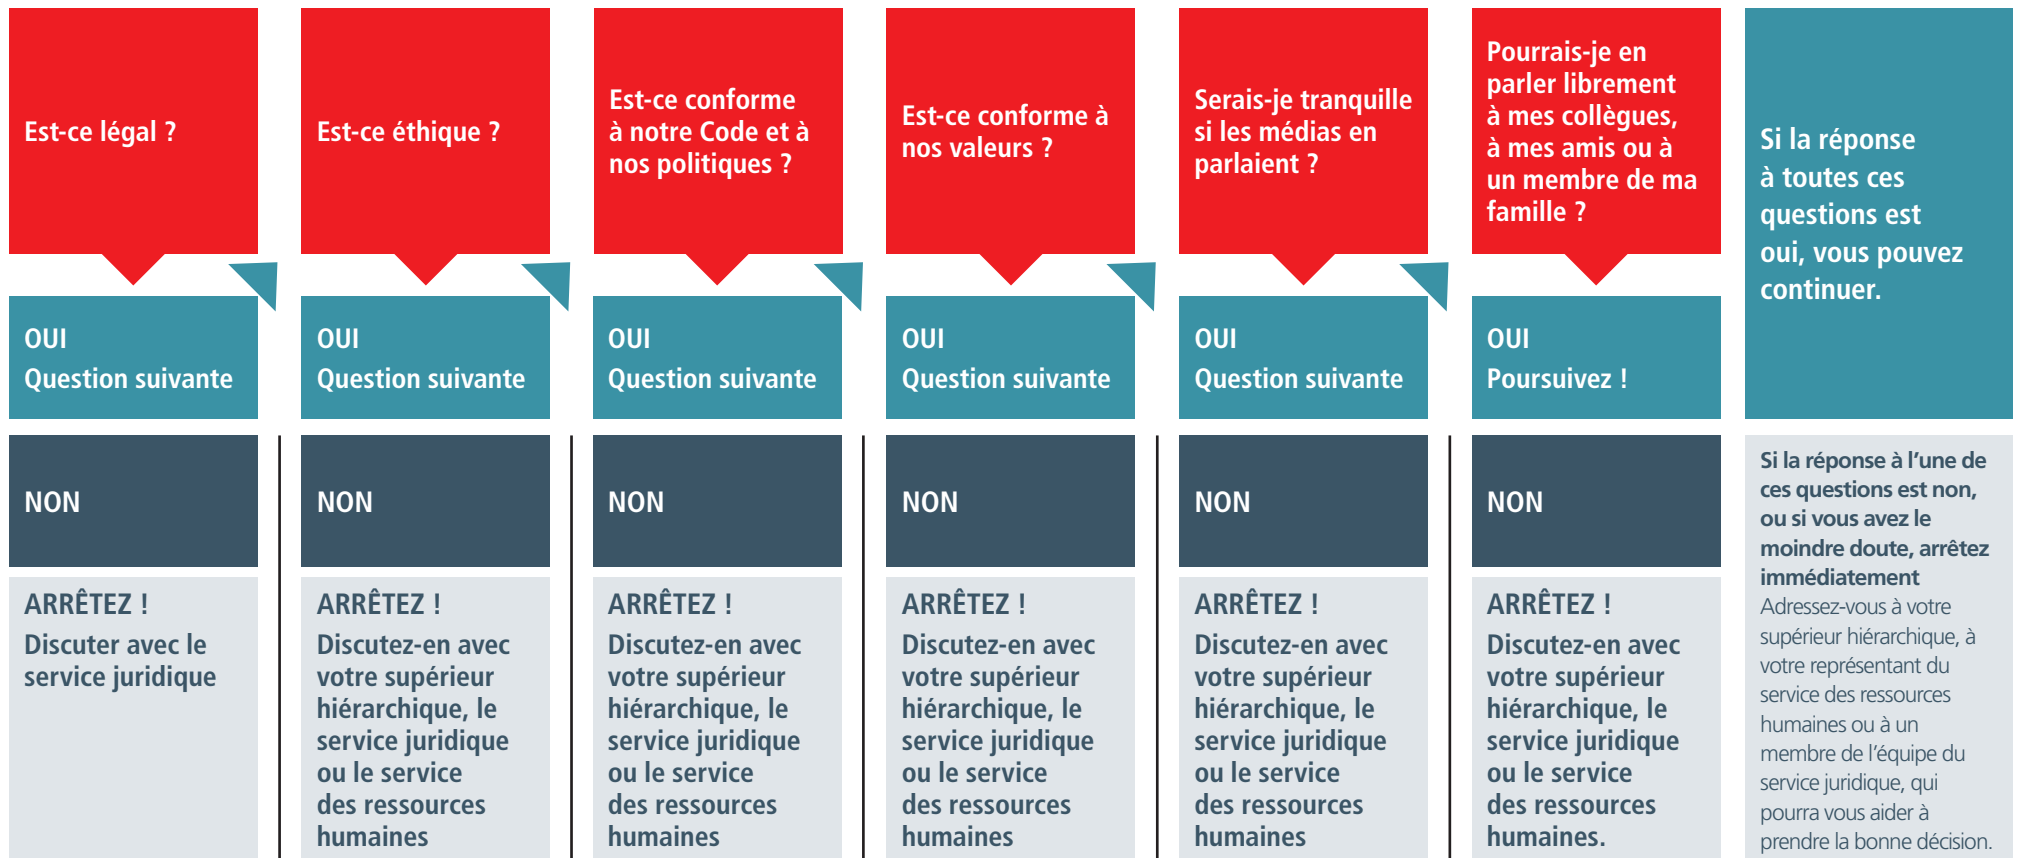 Est-ce légal ?
OUI
Question suivante
NON
ARRÊTEZ !
Discuter avec le
service juridique
Est-ce éthique ?
OUI
Question suivante
NON
ARRÊTEZ !
Discutez-en avec
votre supérieur
hiérarchique, le
service juridique
ou le service
des ressources
humaines
Est-ce conforme
à notre Code et à
nos politiques ?
OUI
Question suivante
NON
ARRÊTEZ !
Discutez-en avec
votre supérieur
hiérarchique, le
service juridique
ou le service
des ressources
humaines
Est-ce conforme à
nos valeurs ?
OUI
Question suivante
NON
ARRÊTEZ !
Discutez-en avec
votre supérieur
hiérarchique, le
service juridique
ou le service
des ressources
humaines
Serais-je tranquille
si les médias en
parlaient ?
OUI
Question suivante
NON
ARRÊTEZ !
Discutez-en avec
votre supérieur
hiérarchique, le
service juridique
ou le service
des ressources
humaines
Pourrais-je en
parler librement
à mes collègues,
à mes amis ou à
un membre de ma
famille ?
OUI
Poursuivez !
NON
ARRÊTEZ !
Discutez-en avec
votre supérieur
hiérarchique, le
service juridique
ou le service
des ressources
humaines.
Si la réponse
à toutes ces
questions est
oui, vous pouvez
continuer.
Si la réponse à l’une de
ces questions est non,
ou si vous avez le
moindre doute, arrêtez
immédiatement
Adressez-vous à votre
supérieur hiérarchique, à
votre représentant du
service des ressources
humaines ou à un
membre de l’équipe du
service juridique, qui
pourra vous aider à
prendre la bonne décision.